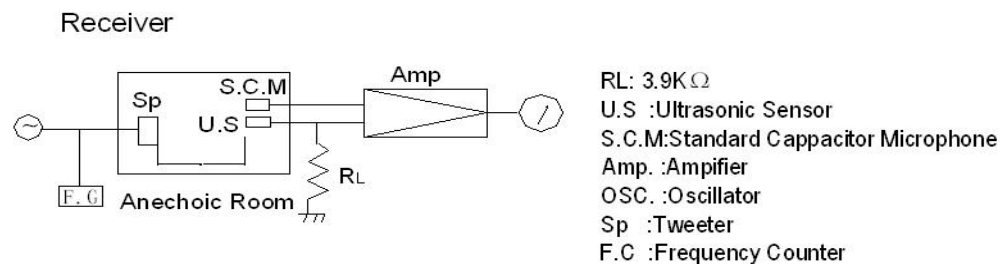 Receiver
Amp
S.C.M
Sp
U.S
RL
F.G
Anechoic Room
RL: 3.9KΩ
U.S :Ultrasonic Sensor
S.C.M:Standard Cappacitor Microphone
Amp. :Ampifier
OSC. :Oscillator
Sp :Tweeter
F.C :Frequency Counter